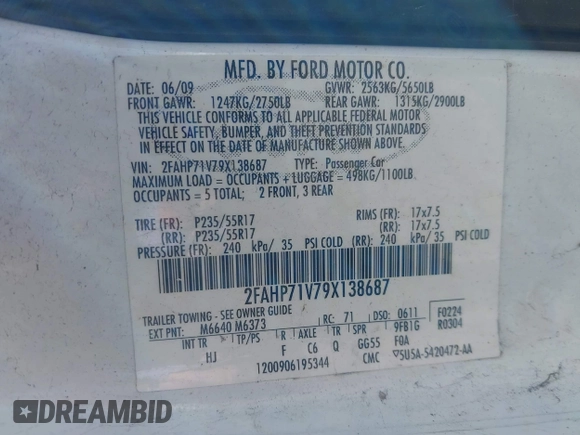 MFD. BY FORD MOTOR CO.
DATE: 06/09 GVWR: 2563KG/5650LB
FRONT GAWR: 1247KG/2750LB REAR GAWR: 1315KG/2900LB
THIS VEHICLE CONFORMS TO ALL APPLICABLE FEDERAL MOTOR
VEHICLE SAFETY, BUMPER, AND THEFT PREVENTION STANDARDS
IN EFFECT ON THE DATE OF MANUFACTURE SHOWN ABOVE.
VIN: 2FAHP71V79X138687 TYPE: Passenger Car
MAXIMUM LOAD = OCCUPANTS + LUGGAGE = 498KG/1100LB
OCCUPANTS = 5 TOTAL; 2 FRONT, 3 REAR
TIRE (FR): P235/55R17 RIMS (FR): 17x7.5
(RR): P235/55R17 (RR): 17x7.5
PRESSURE (FR): 240 kPa/ 35 PSI COLD (RR): 240 kPa/ 35 PSI COLD
2FAHP71V79X138687
TRAILER TOWING - SEE OWNER GUIDE
EXT PNT: M6640 M6373 RC: 71 DSO: 0611 F0224
INT TR TP/PS R AXLE TR SPR 9FB1G R0304
HJ F C6 Q GG55 F0A
1200906195344 CMC ▽5U5A-5420472-AA
DREAMBID